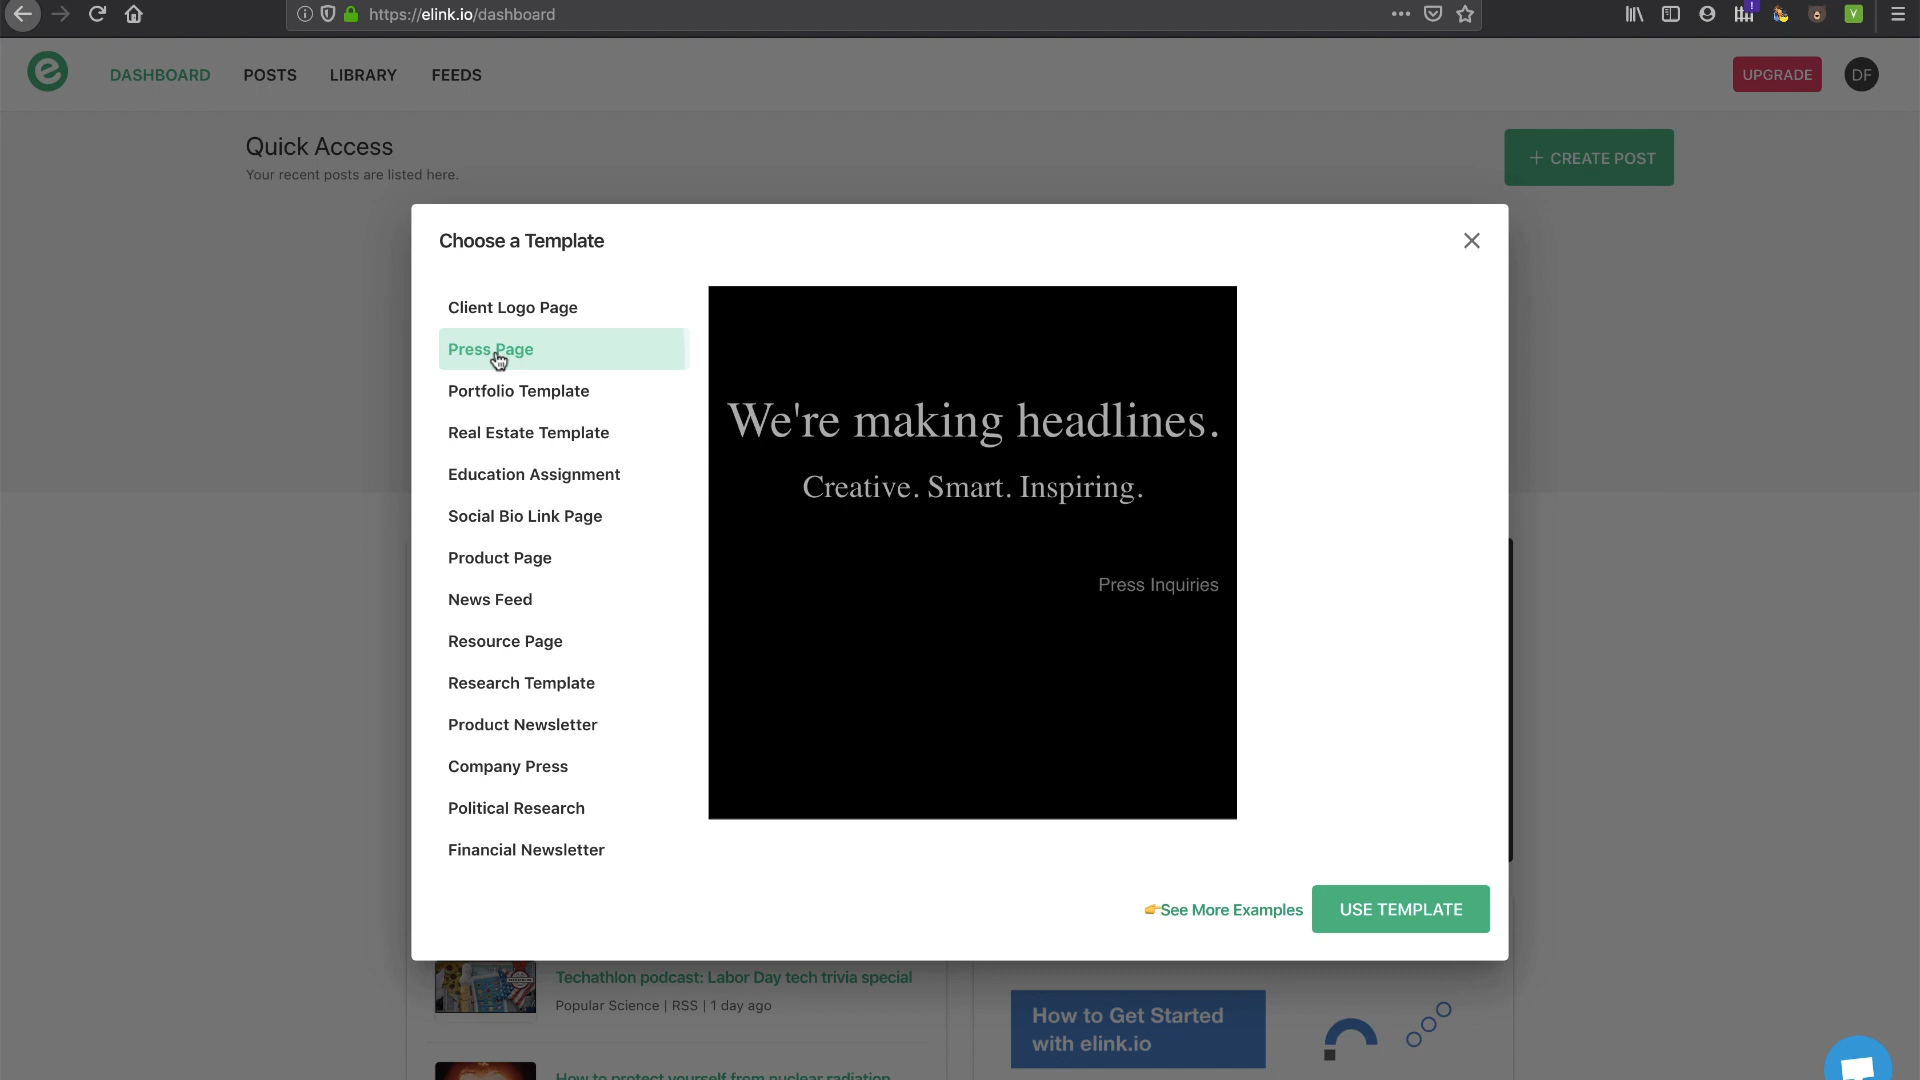 https://elink.io/dashboard
DASHBOARD
POSTS
LIBRARY
FEEDS
UPGRADE
DF
Quick Access
Your recent posts are listed here.
+ CREATE POST
Choose a Template
Client Logo Page
Press Page
Portfolio Template
Real Estate Template
Education Assignment
Social Bio Link Page
Product Page
News Feed
Resource Page
Research Template
Product Newsletter
Company Press
Political Research
Financial Newsletter
We're making headlines.
Creative. Smart. Inspiring.
Press Inquiries
👉See More Examples
USE TEMPLATE
Techathlon podcast: Labor Day tech trivia special
Popular Science | RSS | 1 day ago
How to protect yourself from nuclear radiation
How to Get Started
with elink.io